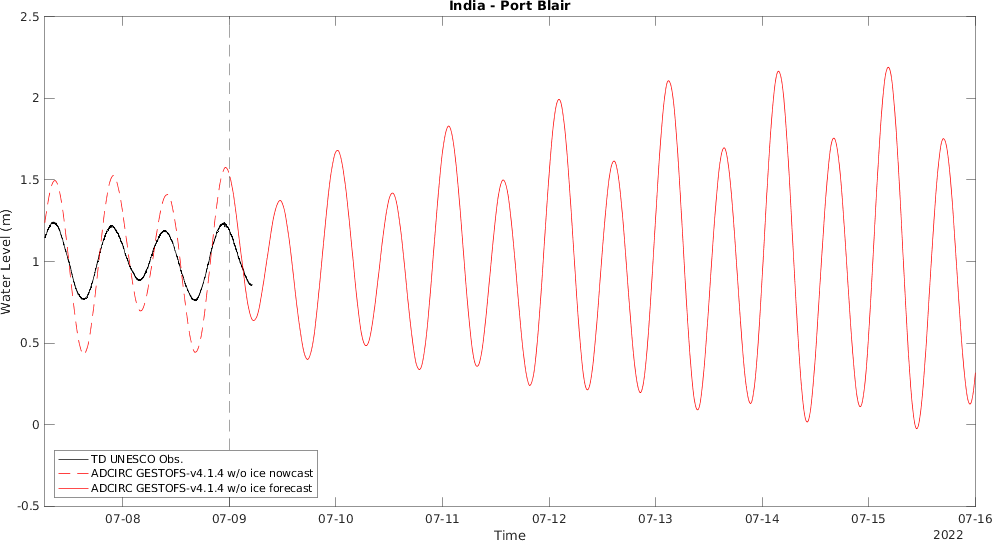 India - Port Blair
2.5
2
1.5
1
0.5
0
-0.5
Water Level (m)
TD UNESCO Obs.
ADCIRC GESTOFS-v4.1.4 w/o ice nowcast
ADCIRC GESTOFS-v4.1.4 w/o ice forecast
07-08 07-09 07-10 07-11 07-12 07-13 07-14 07-15 07-16
Time
2022